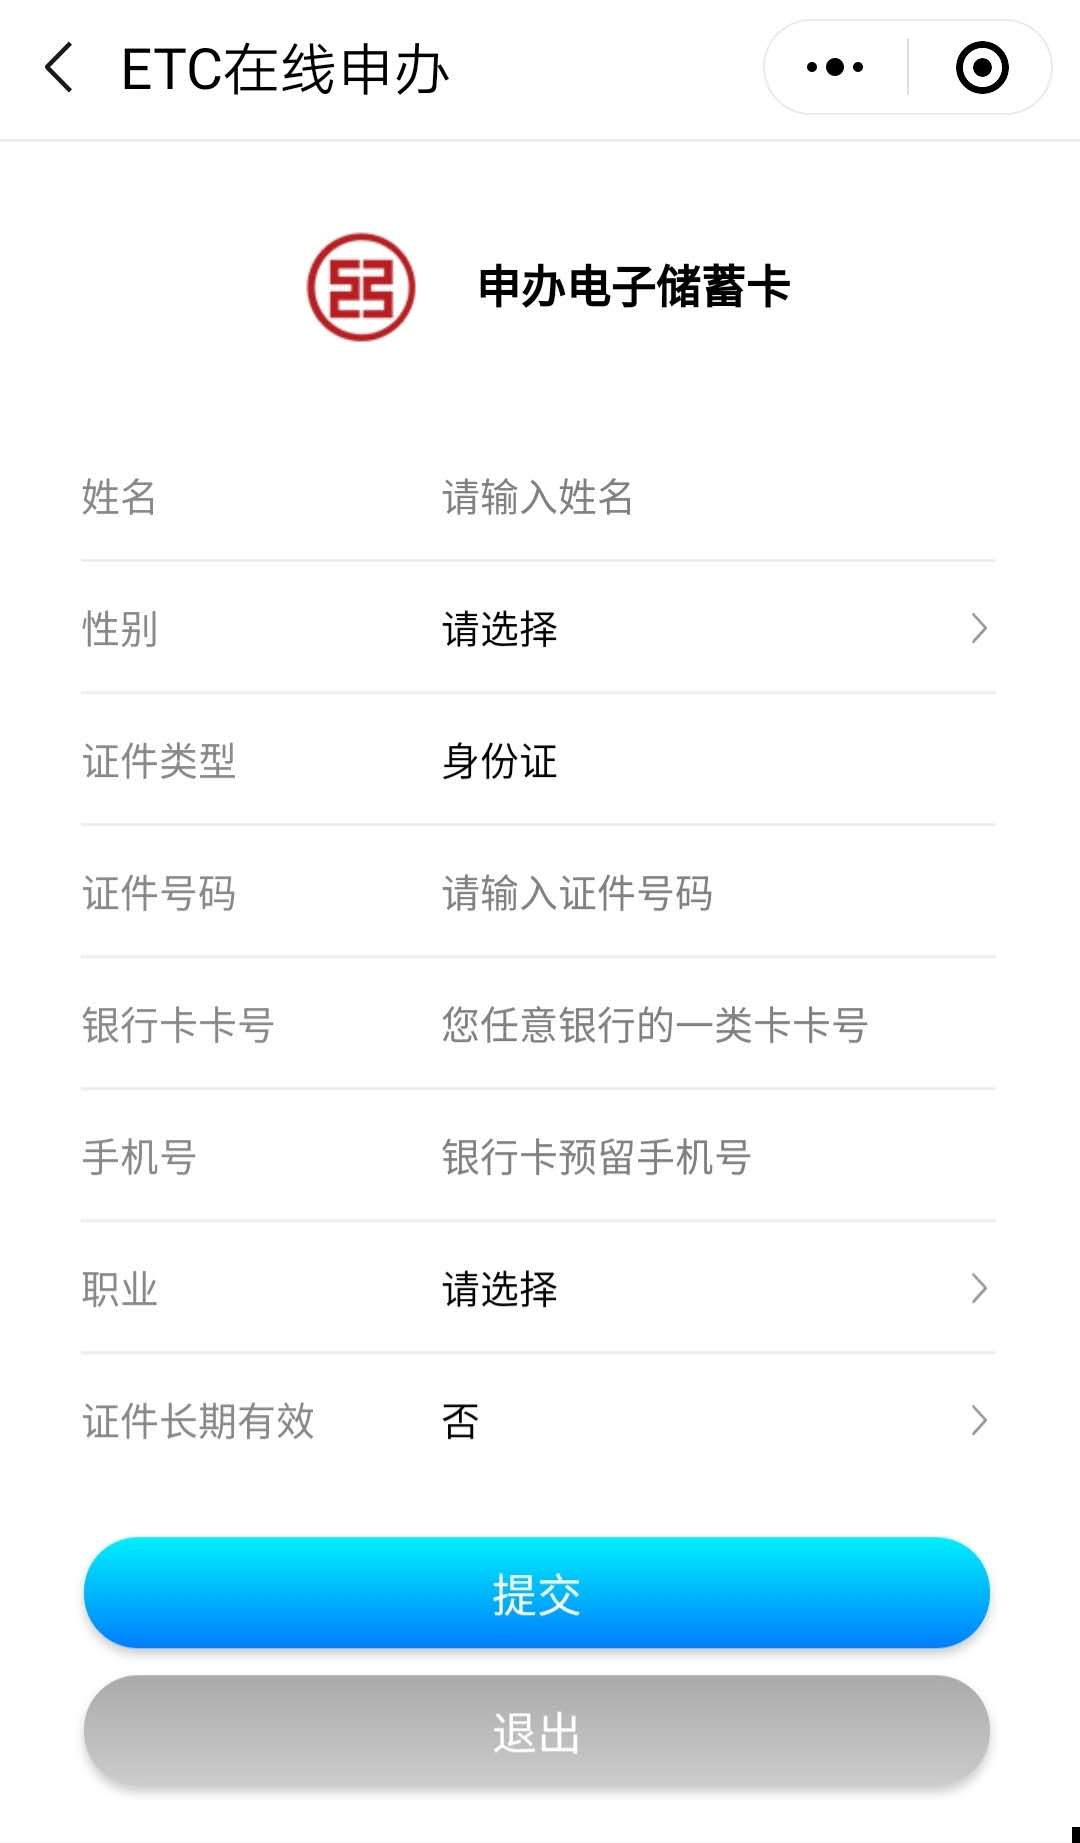 ETC在线申办
申办电子储蓄卡
姓名 请输入姓名
性别 请选择
证件类型 身份证
证件号码 请输入证件号码
银行卡卡号 您任意银行的一类卡卡号
手机号 银行卡预留手机号
职业 请选择
证件长期有效 否
提交
退出